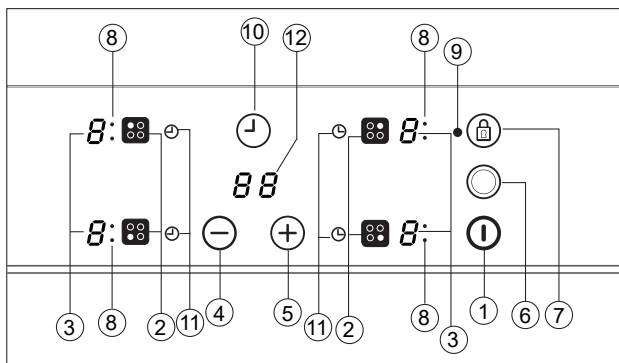 ⑧ ⑩ ⑫ ⑧ ⑨
8: 8:
88
8: 8:
③ ⑧ ② ⑪ ④ ⑤ ⑪ ② ⑧ ③ ① ⑥ ⑦